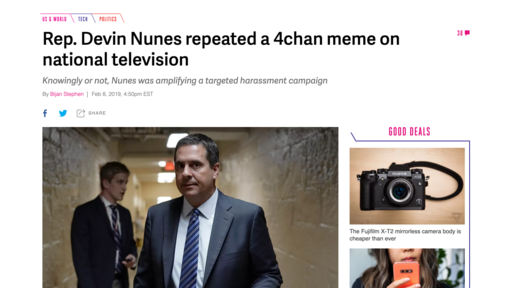 US & WORLD TECH POLITICS
Rep. Devin Nunes repeated a 4chan meme on
national television
38
Knowingly or not, Nunes was amplifying a targeted harassment campaign
By Bijan Stephen | Feb 8, 2019, 4:50pm EST
SHARE
GOOD DEALS
The Fujifilm X-T2 mirrorless camera body is
cheaper than ever